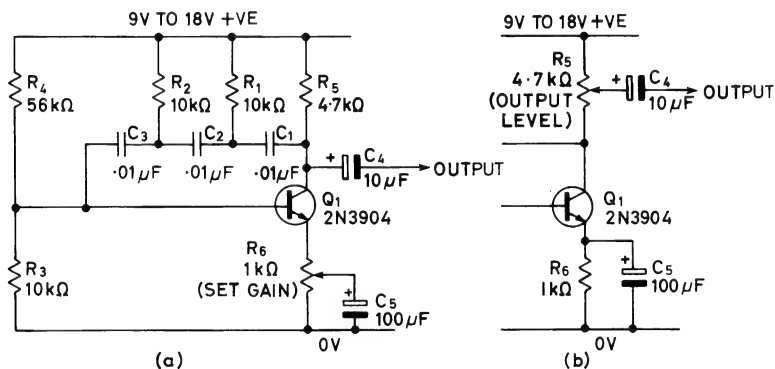 9V TO 18V +VE
R4
56kΩ
R2
10kΩ
R1
10kΩ
R5
4·7kΩ
C3
·01µF
C2
·01µF
C1
·01µF
+
C4
10µF
OUTPUT
Q1
2N3904
R3
10kΩ
R6
1kΩ
(SET GAIN)
+
C5
100µF
0V
(a)
9V TO 18V +VE
R5
4·7kΩ
(OUTPUT
LEVEL)
+
C4
10µF
OUTPUT
Q1
2N3904
R6
1kΩ
+
C5
100µF
0V
(b)